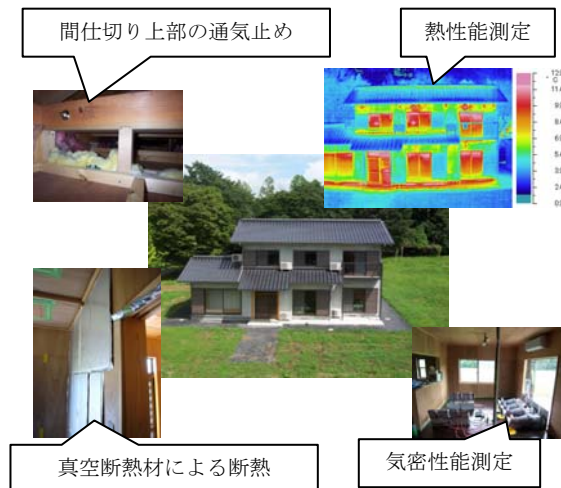 間仕切り上部の通気止め
熱性能測定
真空断熱材による断熱
気密性能測定